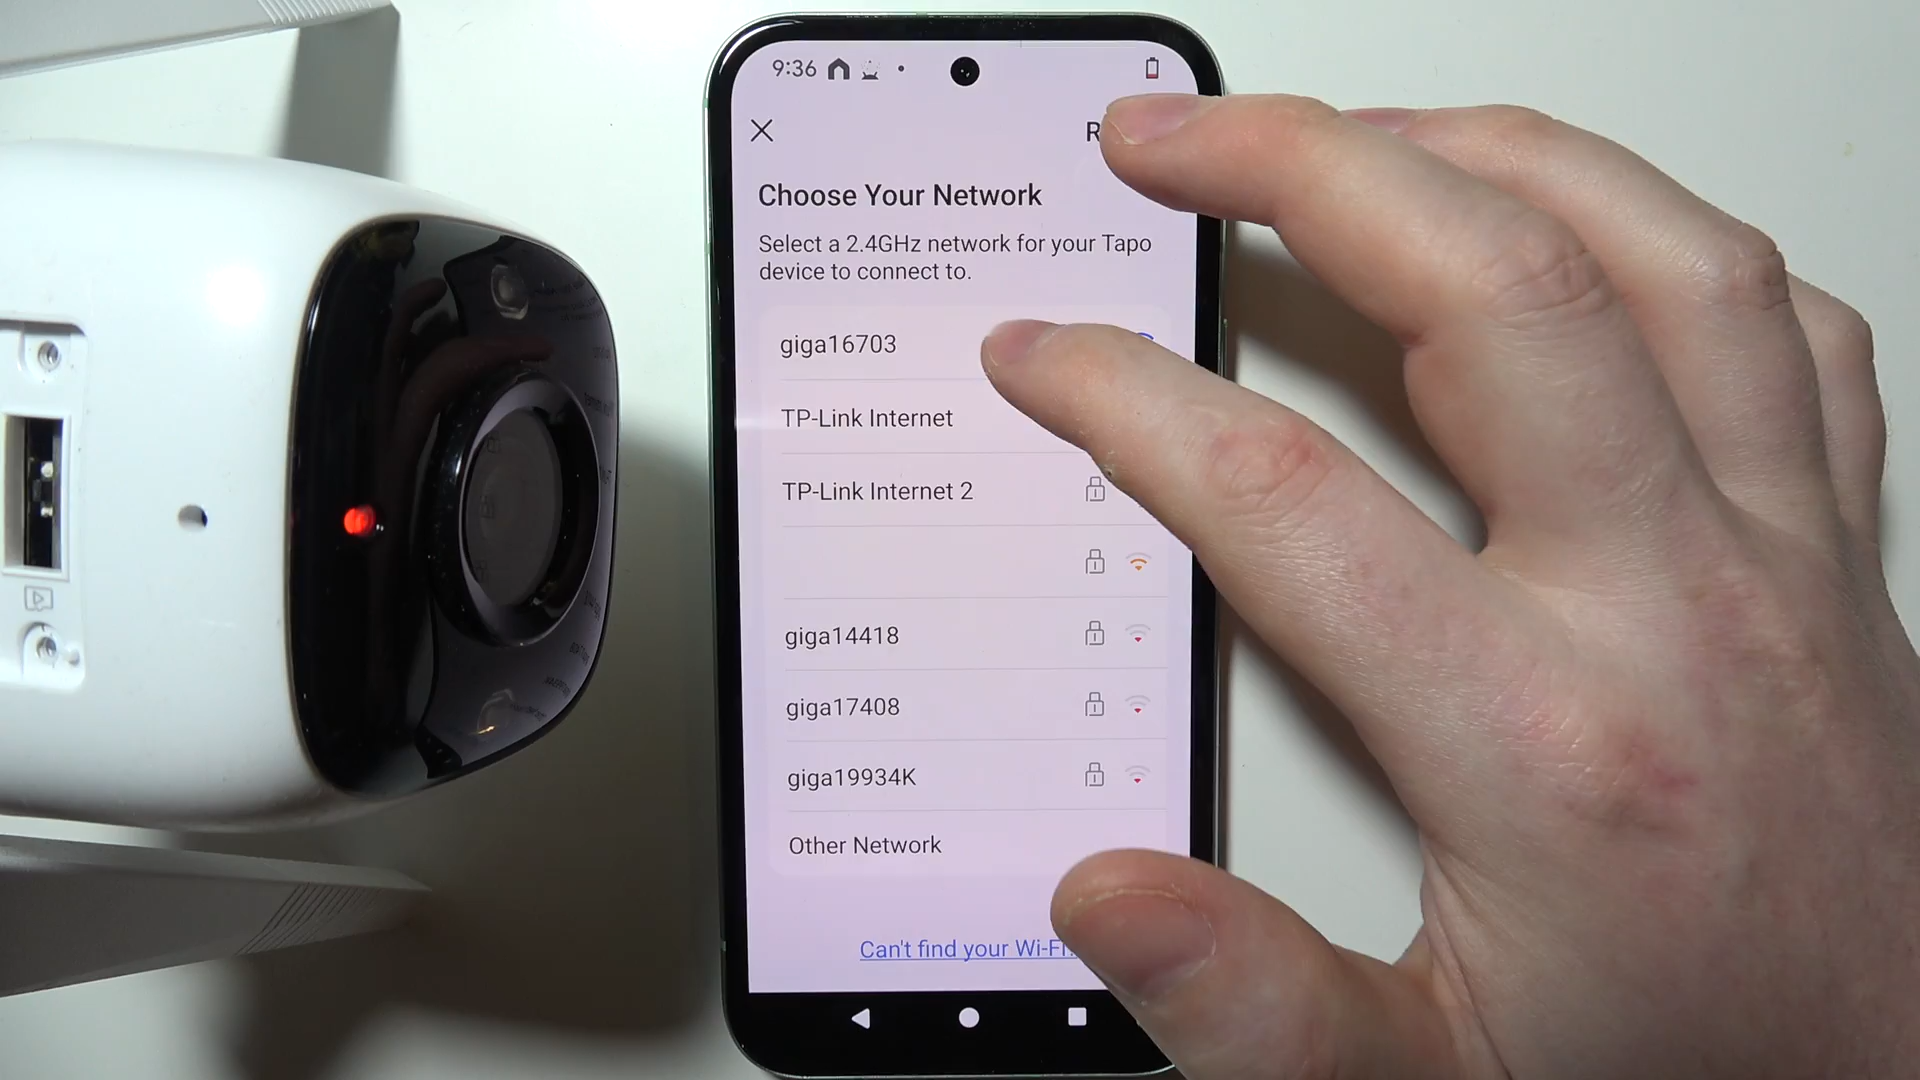 9:36
Choose Your Network
Select a 2.4GHz network for your Tapo
device to connect to.
giga16703
TP-Link Internet
TP-Link Internet 2
giga14418
giga17408
giga19934K
Other Network
Can't find your Wi-Fi